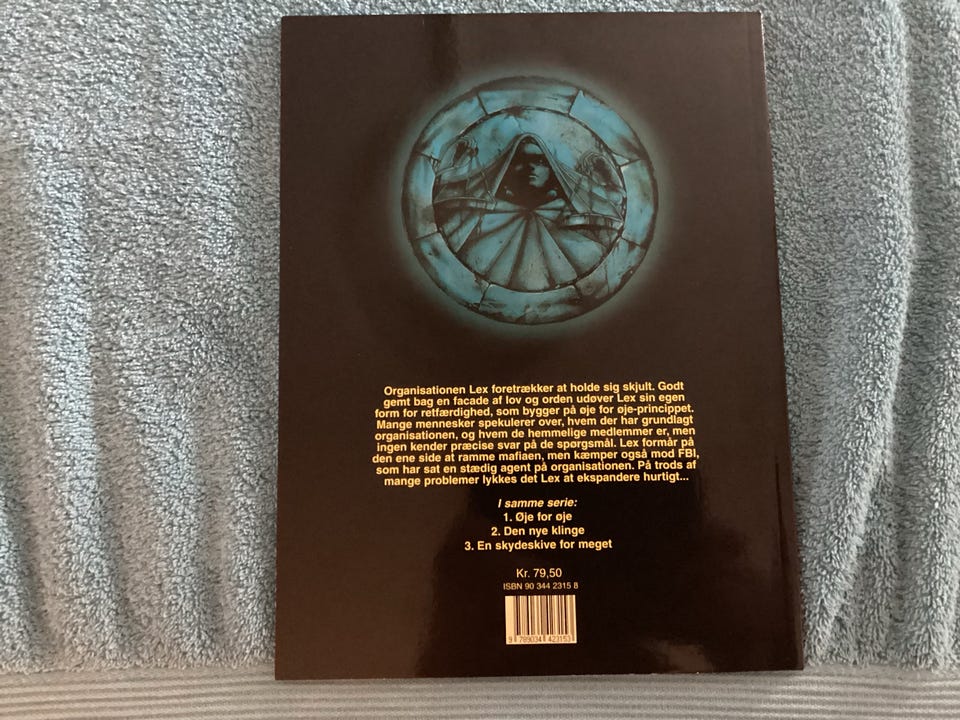 Organisationen Lex foretrækker at holde sig skjult. Godt
gemt bag en facade af lov og orden udøver Lex sin egen
form for retfærdighed, som bygger på øje for øje-princippet.
Mange mennesker spekulerer over, hvem der har grundlagt
organisationen, og hvem de hemmelige medlemmer er, men
ingen kender præcise svar på de spørgsmål. Lex formår på
den ene side at ramme mafiaen, men kæmper også mod FBI,
som har sat en stædig agent på organisationen. På trods af
mange problemer lykkes det Lex at ekspandere hurtigt...
I samme serie:
1. Øje for øje
2. Den nye klinge
3. En skydeskive for meget
Kr. 79,50
ISBN 90 344 2315 8
9 789034 423153